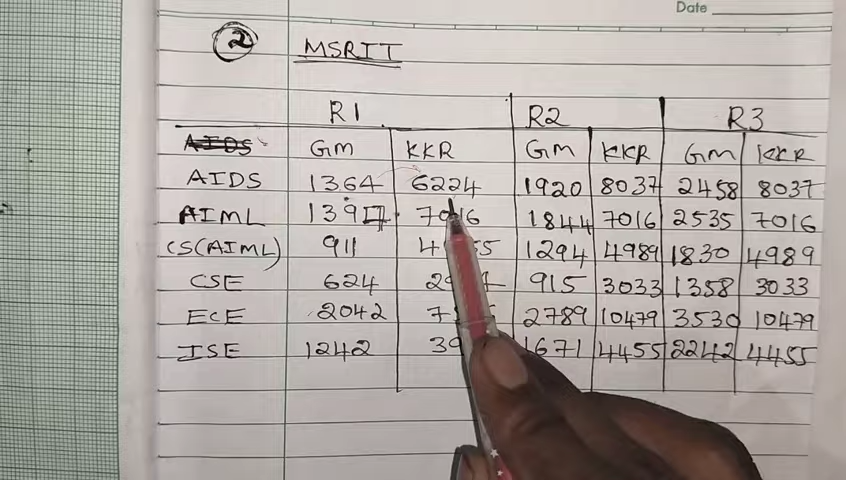 Date
2 MSRIT
R1 R2 R3
AIDS GM KKR GM KKR GM KKR
AIDS 1364 6224 1920 8037 2458 8037
AIML 1397 7016 1844 7016 2535 7016
CS(AIML) 911 1294 4989 1830 4989
CSE 624 915 3033 1358 3033
ECE 2042 2789 10479 3530 10479
ISE 1242 1671 4455 2242 4455